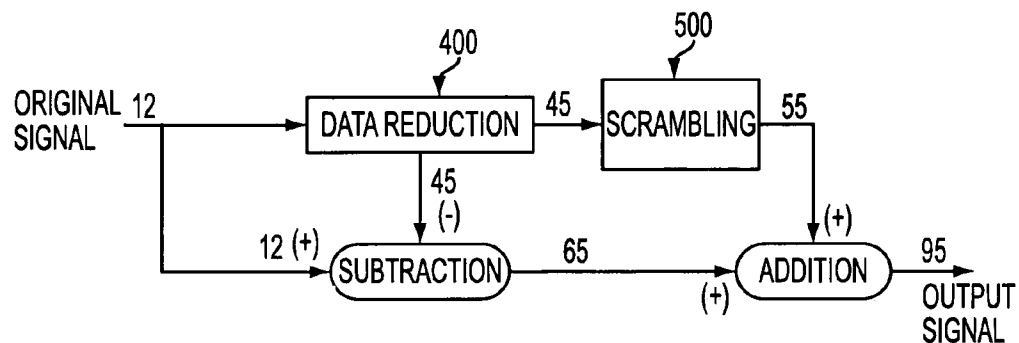 400
500
ORIGINAL
SIGNAL
12
DATA REDUCTION
45
SCRAMBLING
55
45
(-)
(+)
12 (+)
SUBTRACTION
65
(+)
ADDITION
95
OUTPUT
SIGNAL